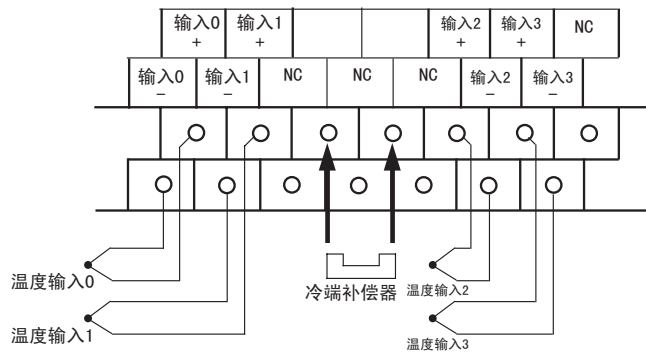 输入0 输入1 输入2 输入3 NC
+ + + +
输入0 输入1 NC NC NC 输入2 输入3
− − − −
温度输入0 冷端补偿器 温度输入2
温度输入1 温度输入3